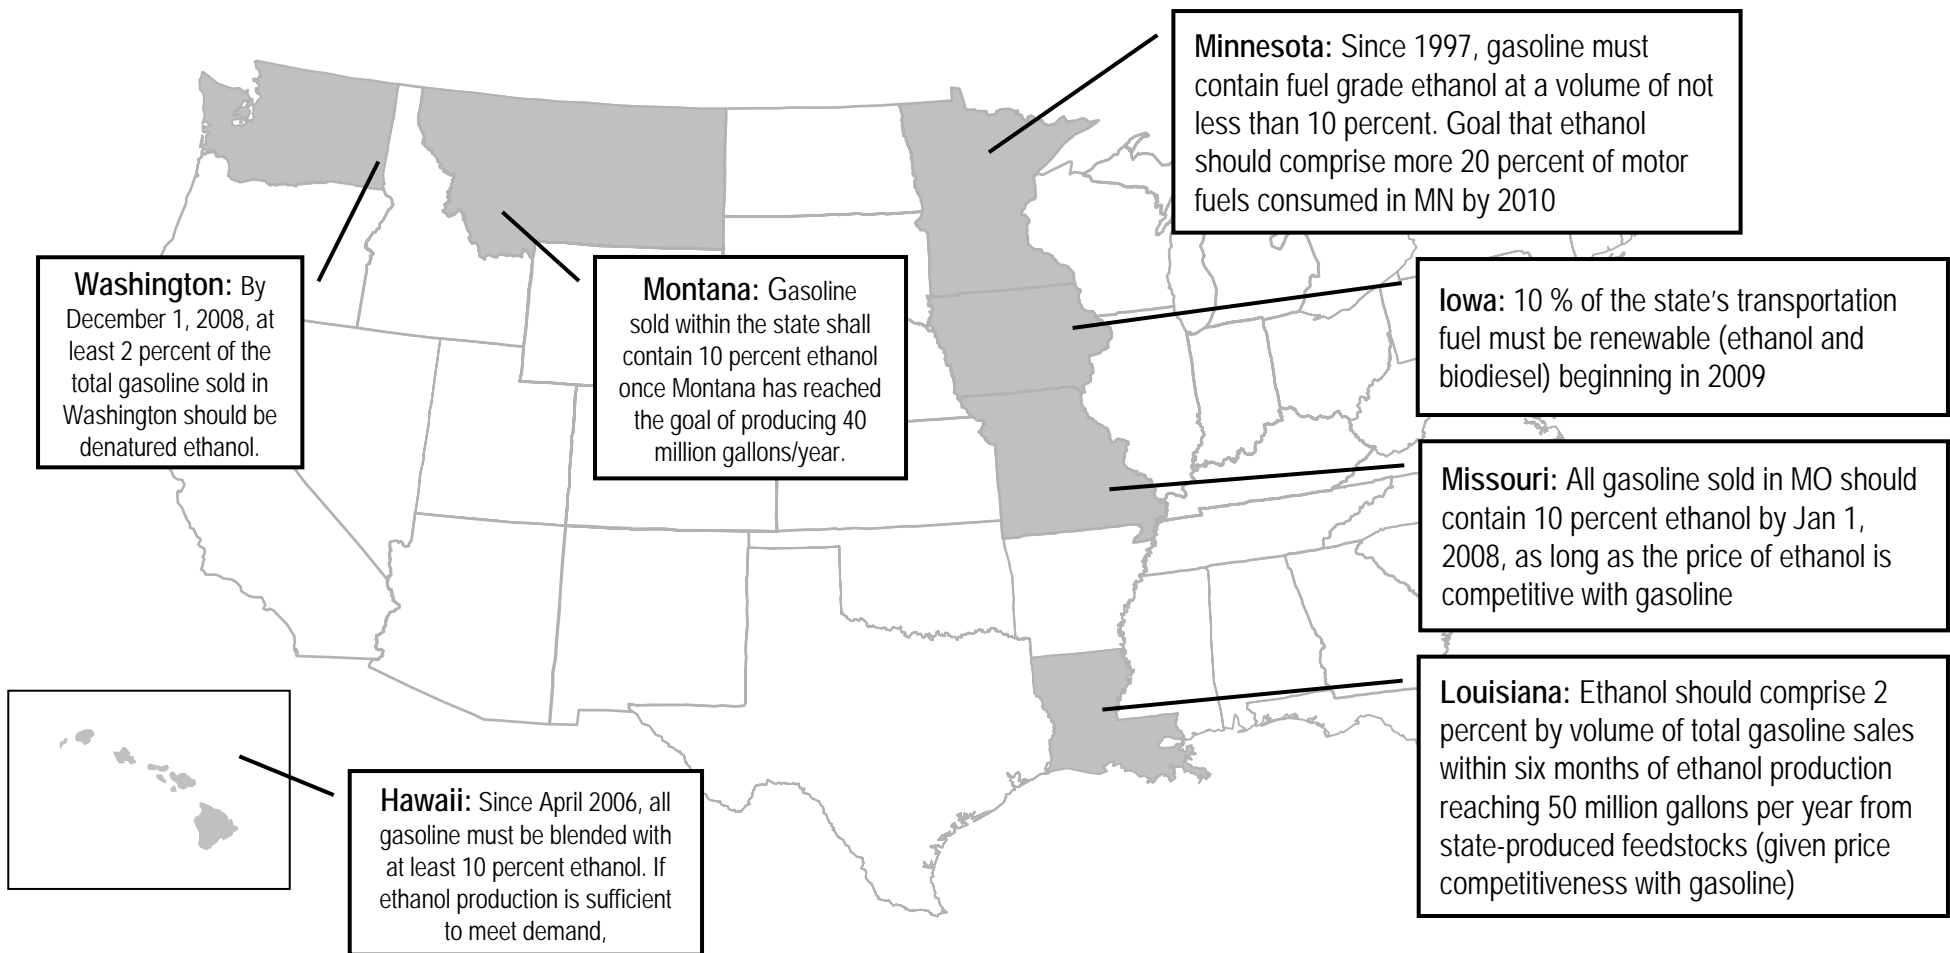 Minnesota: Since 1997, gasoline must
contain fuel grade ethanol at a volume of not
less than 10 percent. Goal that ethanol
should comprise more 20 percent of motor
fuels consumed in MN by 2010
Washington: By
December 1, 2008, at
least 2 percent of the
total gasoline sold in
Washington should be
denatured ethanol.
Montana: Gasoline
sold within the state shall
contain 10 percent ethanol
once Montana has reached
the goal of producing 40
million gallons/year.
Iowa: 10 % of the state’s transportation
fuel must be renewable (ethanol and
biodiesel) beginning in 2009
Missouri: All gasoline sold in MO should
contain 10 percent ethanol by Jan 1,
2008, as long as the price of ethanol is
competitive with gasoline
Louisiana: Ethanol should comprise 2
percent by volume of total gasoline sales
within six months of ethanol production
reaching 50 million gallons per year from
state-produced feedstocks (given price
competitiveness with gasoline)
Hawaii: Since April 2006, all
gasoline must be blended with
at least 10 percent ethanol. If
ethanol production is sufficient
to meet demand,